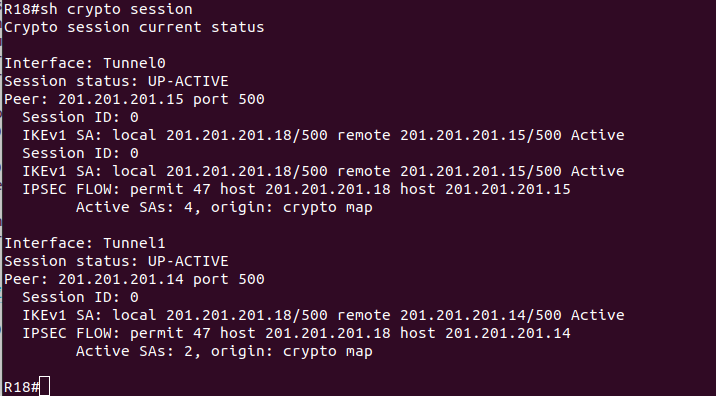 R18#sh crypto session
Crypto session current status
Interface: Tunnel0
Session status: UP-ACTIVE
Peer: 201.201.201.15 port 500
Session ID: 0
IKEv1 SA: local 201.201.201.18/500 remote 201.201.201.15/500 Active
Session ID: 0
IKEv1 SA: local 201.201.201.18/500 remote 201.201.201.15/500 Active
IPSEC FLOW: permit 47 host 201.201.201.18 host 201.201.201.15
Active SAs: 4, origin: crypto map
Interface: Tunnel1
Session status: UP-ACTIVE
Peer: 201.201.201.14 port 500
Session ID: 0
IKEv1 SA: local 201.201.201.18/500 remote 201.201.201.14/500 Active
IPSEC FLOW: permit 47 host 201.201.201.18 host 201.201.201.14
Active SAs: 2, origin: crypto map
R18#